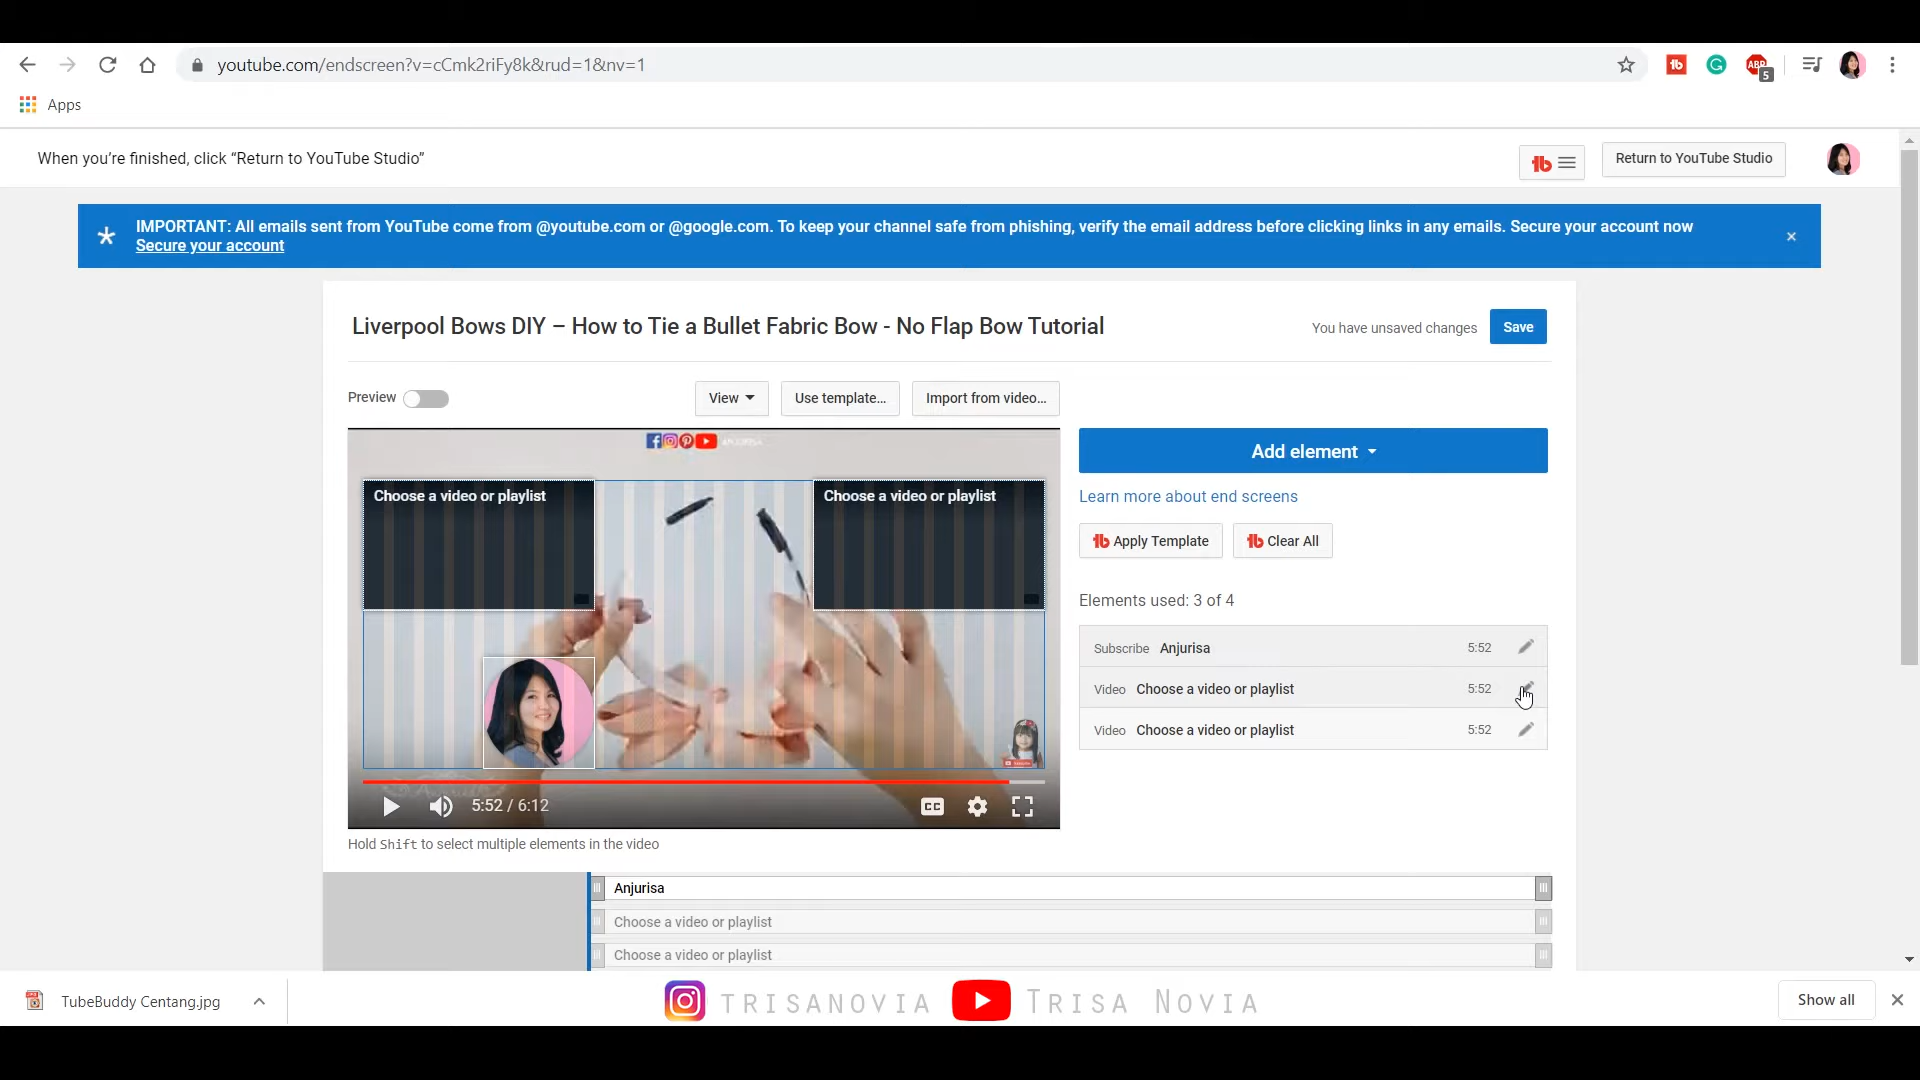 youtube.com/endscreen?v=cCmk2riFy8k&rud=1&nv=1
ABP
5
Apps
When you're finished, click “Return to YouTube Studio”
Return to YouTube Studio
IMPORTANT: All emails sent from YouTube come from @youtube.com or @google.com. To keep your channel safe from phishing, verify the email address before clicking links in any emails. Secure your account now
Secure your account
Liverpool Bows DIY – How to Tie a Bullet Fabric Bow - No Flap Bow Tutorial
You have unsaved changes
Save
Preview
View
Use template...
Import from video...
ANJURISA
Choose a video or playlist
Choose a video or playlist
5:52 / 6:12
CC
Hold Shift to select multiple elements in the video
Add element
Learn more about end screens
Apply Template
Clear All
Elements used: 3 of 4
Subscribe Anjurisa 5:52
Video Choose a video or playlist 5:52
Video Choose a video or playlist 5:52
Anjurisa
Choose a video or playlist
Choose a video or playlist
TubeBuddy Centang.jpg
TRISANOVIA
TRISA NOVIA
Show all